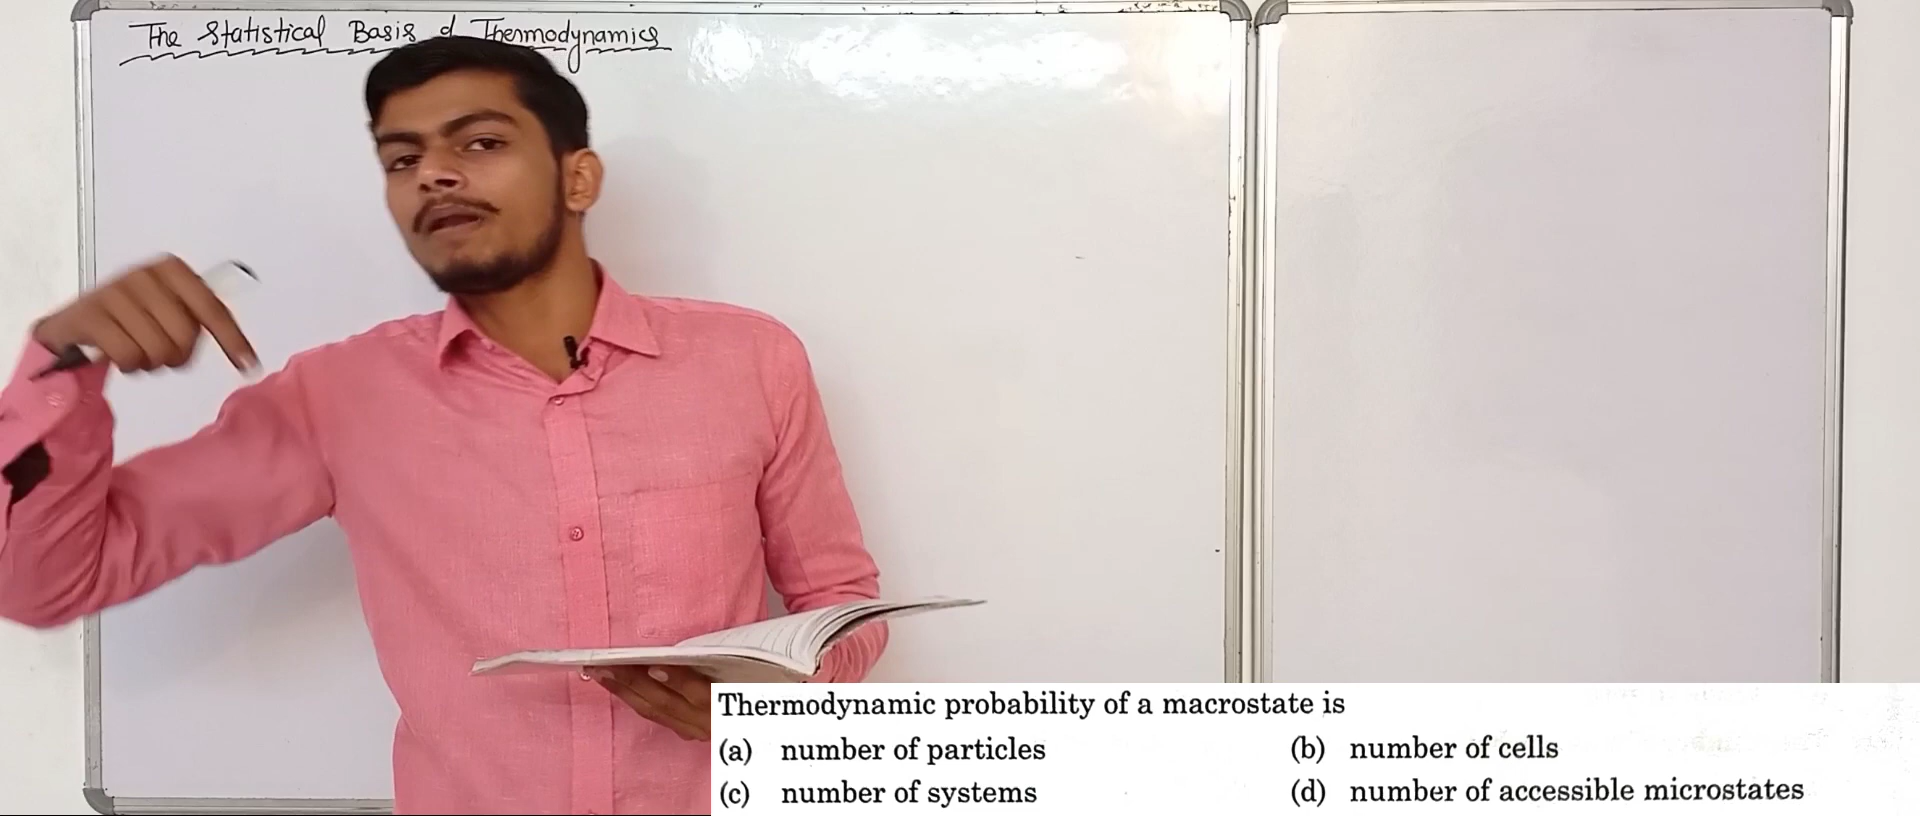 The Statistical Basis of Thermodynamics
Thermodynamic probability of a macrostate is
(a) number of particles (b) number of cells
(c) number of systems (d) number of accessible microstates